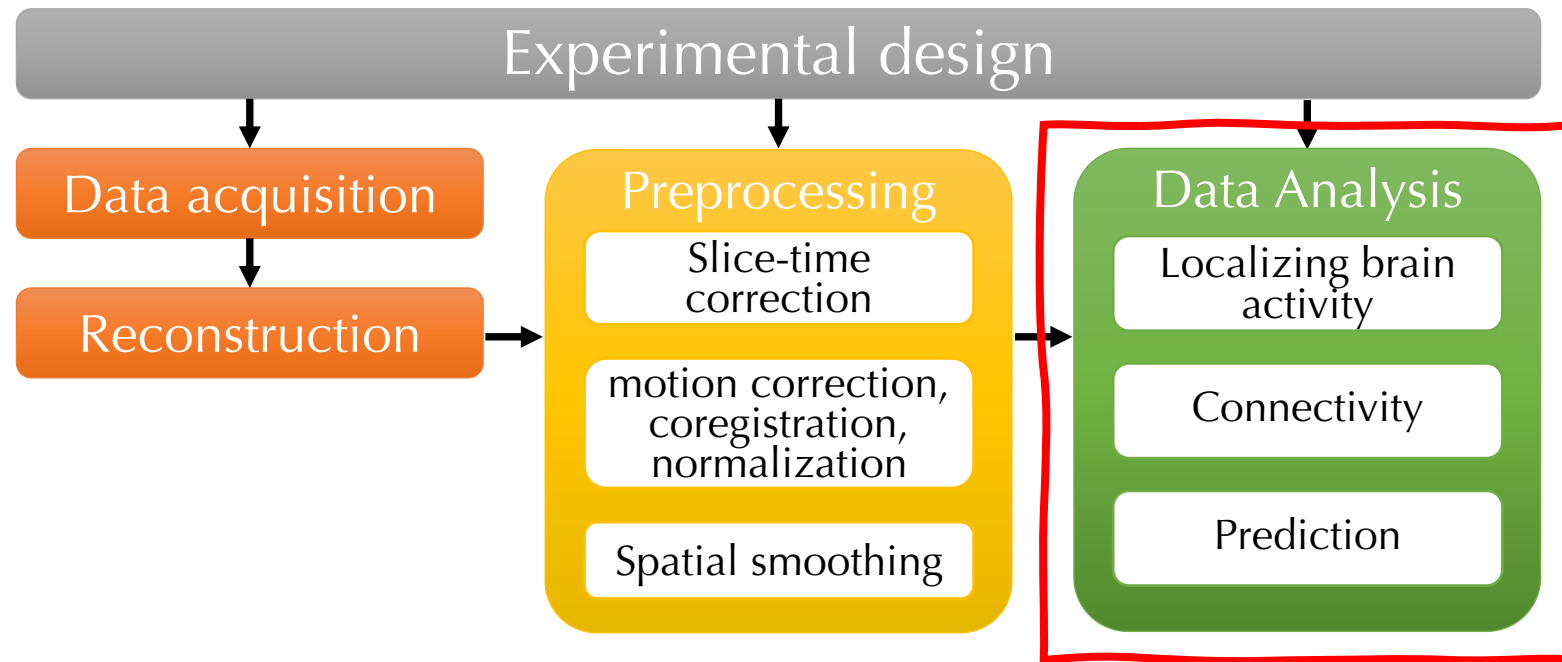 Experimental design
Data acquisition
Reconstruction
Preprocessing
Slice-time
correction
motion correction,
coregistration,
normalization
Spatial smoothing
Data Analysis
Localizing brain
activity
Connectivity
Prediction